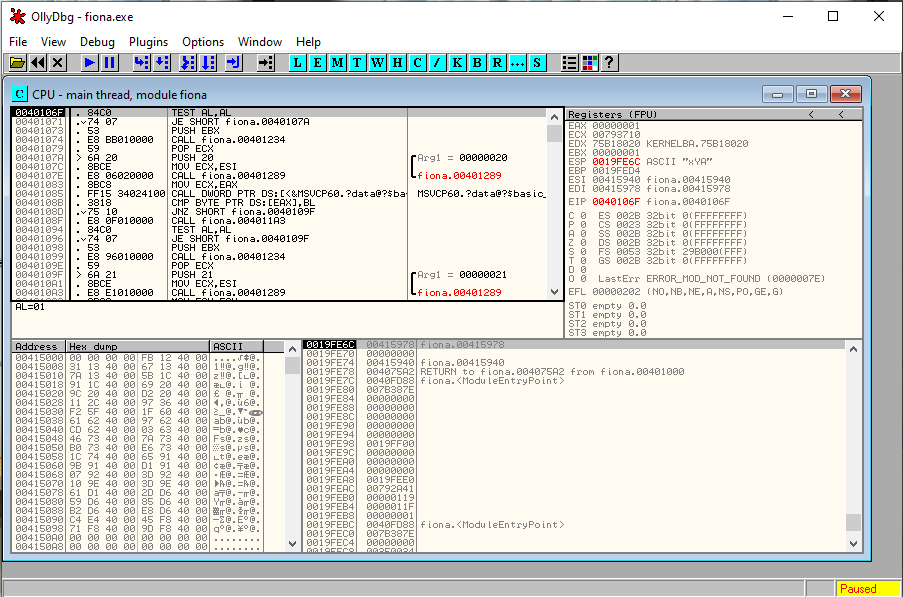 OllyDbg - fiona.exe
File View Debug Plugins Options Window Help
L E M T W H C / K B R ... S ?
C CPU - main thread, module fiona
0040106F . 84C0 TEST AL,AL
00401071 .v74 07 JE SHORT fiona.0040107A
00401073 . 53 PUSH EBX
00401074 . E8 BB010000 CALL fiona.00401234
00401079 . 59 POP ECX
0040107A > 6A 20 PUSH 20 Arg1 = 00000020
0040107C . 8BCE MOV ECX,ESI
0040107E . E8 06020000 CALL fiona.00401289 fiona.00401289
00401083 . 8BC8 MOV ECX,EAX
00401085 . FF15 34024100 CALL DWORD PTR DS:[<&MSVCP60.?data@?$bas MSVCP60.?data@?$basic_
0040108B . 3818 CMP BYTE PTR DS:[EAX],BL
0040108D .v75 10 JNZ SHORT fiona.0040109F
0040108F . E8 0F010000 CALL fiona.004011A3
00401094 . 84C0 TEST AL,AL
00401096 .v74 07 JE SHORT fiona.0040109F
00401098 . 53 PUSH EBX
00401099 . E8 96010000 CALL fiona.00401234
0040109E . 59 POP ECX
0040109F > 6A 21 PUSH 21 Arg1 = 00000021
004010A1 . 8BCE MOV ECX,ESI
004010A3 . E8 E1010000 CALL fiona.00401289 fiona.00401289
AL=01
Registers (FPU) < <
EAX 00000001
ECX 00793710
EDX 75B18020 KERNELBA.75B18020
EBX 00000001
ESP 0019FE6C ASCII "xYA"
EBP 0019FED4
ESI 00415940 fiona.00415940
EDI 00415978 fiona.00415978
EIP 0040106F fiona.0040106F
C 0 ES 002B 32bit 0(FFFFFFFF)
P 0 CS 0023 32bit 0(FFFFFFFF)
A 0 SS 002B 32bit 0(FFFFFFFF)
Z 0 DS 002B 32bit 0(FFFFFFFF)
S 0 FS 0053 32bit 29B000(FFF)
T 0 GS 002B 32bit 0(FFFFFFFF)
D 0
O 0 LastErr ERROR_MOD_NOT_FOUND (0000007E)
EFL 00000202 (NO,NB,NE,A,NS,PO,GE,G)
ST0 empty 0.0
ST1 empty 0.0
ST2 empty 0.0
ST3 empty 0.0
Address Hex dump ASCII
00415000 00 00 00 00 FB 12 40 00
00415008 31 13 40 00 67 13 40 00
00415010 7A 13 40 00 5B 1C 40 00
00415018 91 1C 40 00 69 20 40 00
00415020 9C 20 40 00 D2 20 40 00
00415028 11 2C 40 00 97 36 40 00
00415030 F2 5F 40 00 1F 60 40 00
00415038 61 62 40 00 97 62 40 00
00415040 CD 62 40 00 03 63 40 00
00415048 46 73 40 00 7A 73 40 00
00415050 B0 73 40 00 E6 73 40 00
00415058 1C 74 40 00 65 91 40 00
00415060 9B 91 40 00 D1 91 40 00
00415068 07 92 40 00 3D 92 40 00
00415070 10 9E 40 00 3D 9E 40 00
00415078 61 D1 40 00 2D D6 40 00
00415080 59 D6 40 00 85 D6 40 00
00415088 B2 D6 40 00 E8 D6 40 00
00415090 C4 E4 40 00 45 F8 40 00
00415098 71 F8 40 00 9D F8 40 00
004150A0 00 00 00 00 00 00 00 00 ........
004150A8 00 00 00 00 00 00 00 00 ........
0019FE6C 00415978 fiona.00415978
0019FE70 00000000
0019FE74 00415940 fiona.00415940
0019FE78 004075A2 RETURN to fiona.004075A2 from fiona.00401000
0019FE7C 0040FD88 fiona.<ModuleEntryPoint>
0019FE80 007B387E
0019FE84 00000000
0019FE88 00000000
0019FE8C 00000000
0019FE90 00000000
0019FE94 00000000
0019FE98 0019FF00
0019FE9C 00000000
0019FEA0 00000000
0019FEA4 00000000
0019FEA8 0019FEE0
0019FEAC 00792A41
0019FEB0 00000119
0019FEB4 0000011F
0019FEB8 00000001
0019FEBC 0040FD88 fiona.<ModuleEntryPoint>
0019FEC0 007B387E
0019FEC4 00000000
Paused